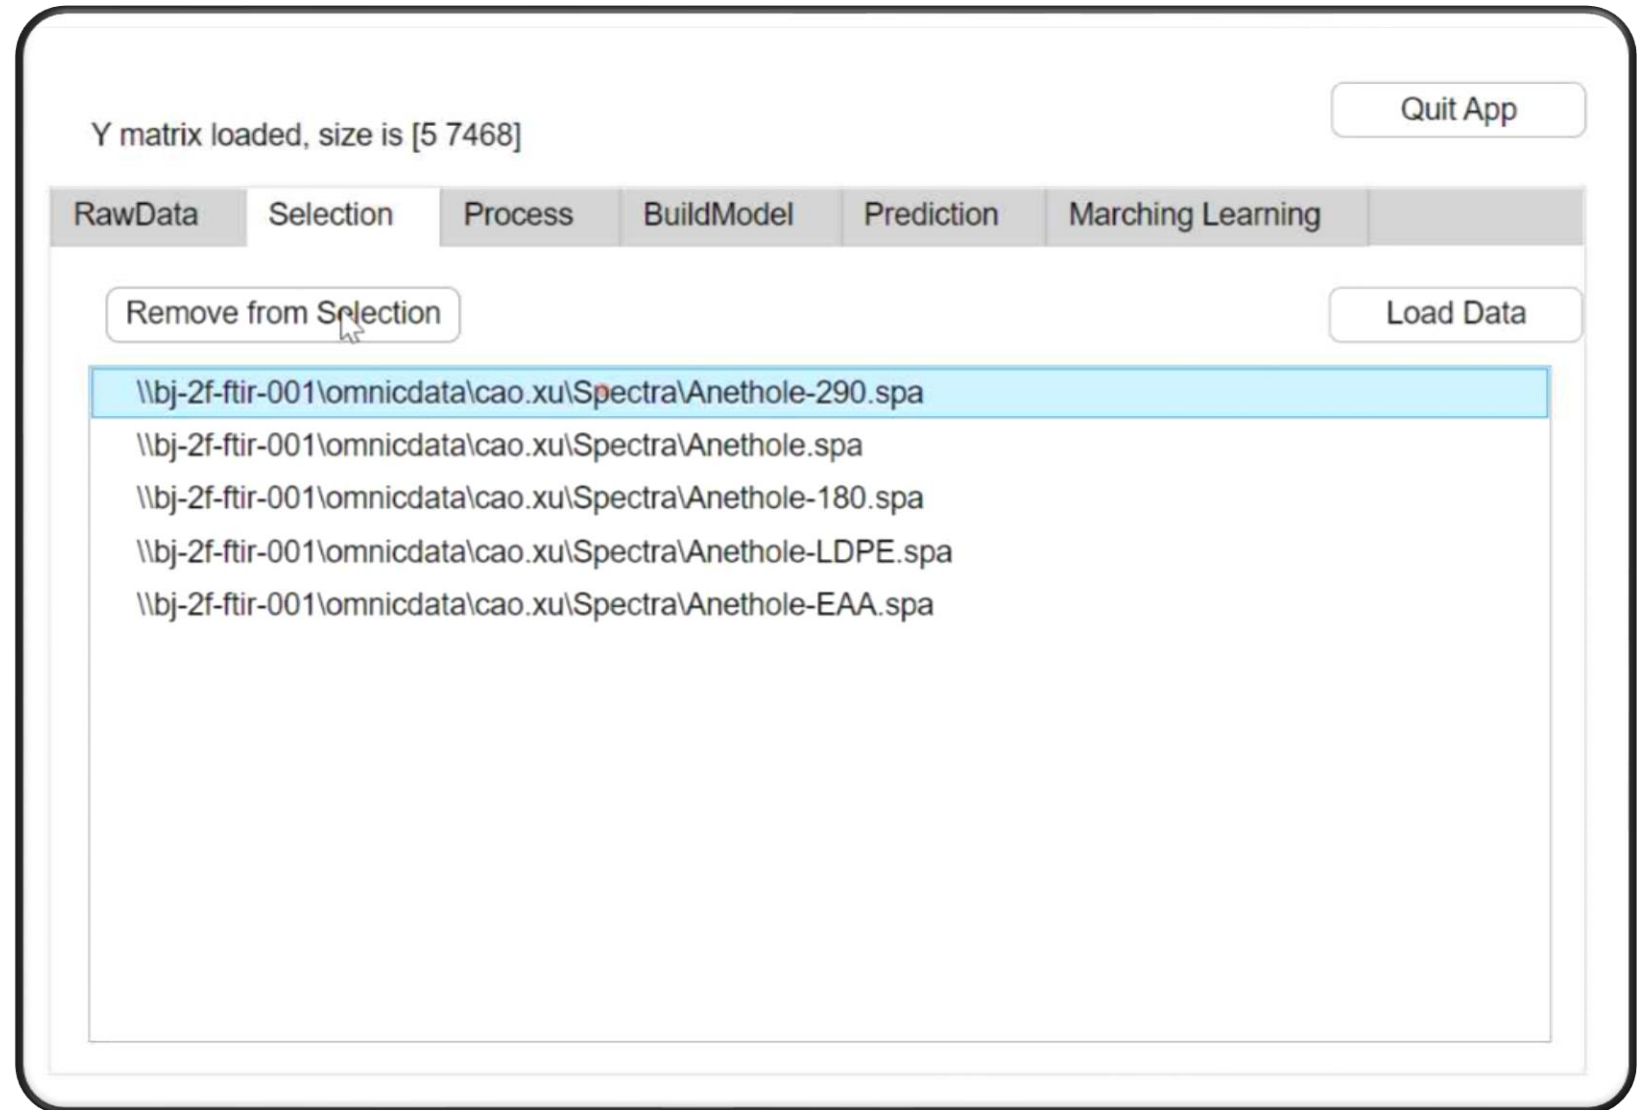 Quit App
Y matrix loaded, size is [5 7468]
RawData Selection Process BuildModel Prediction Marching Learning
Remove from Selection Load Data
\\bj-2f-ftir-001\omnicdata\cao.xu\Spectra\Anethole-290.spa
\\bj-2f-ftir-001\omnicdata\cao.xu\Spectra\Anethole.spa
\\bj-2f-ftir-001\omnicdata\cao.xu\Spectra\Anethole-180.spa
\\bj-2f-ftir-001\omnicdata\cao.xu\Spectra\Anethole-LDPE.spa
\\bj-2f-ftir-001\omnicdata\cao.xu\Spectra\Anethole-EAA.spa